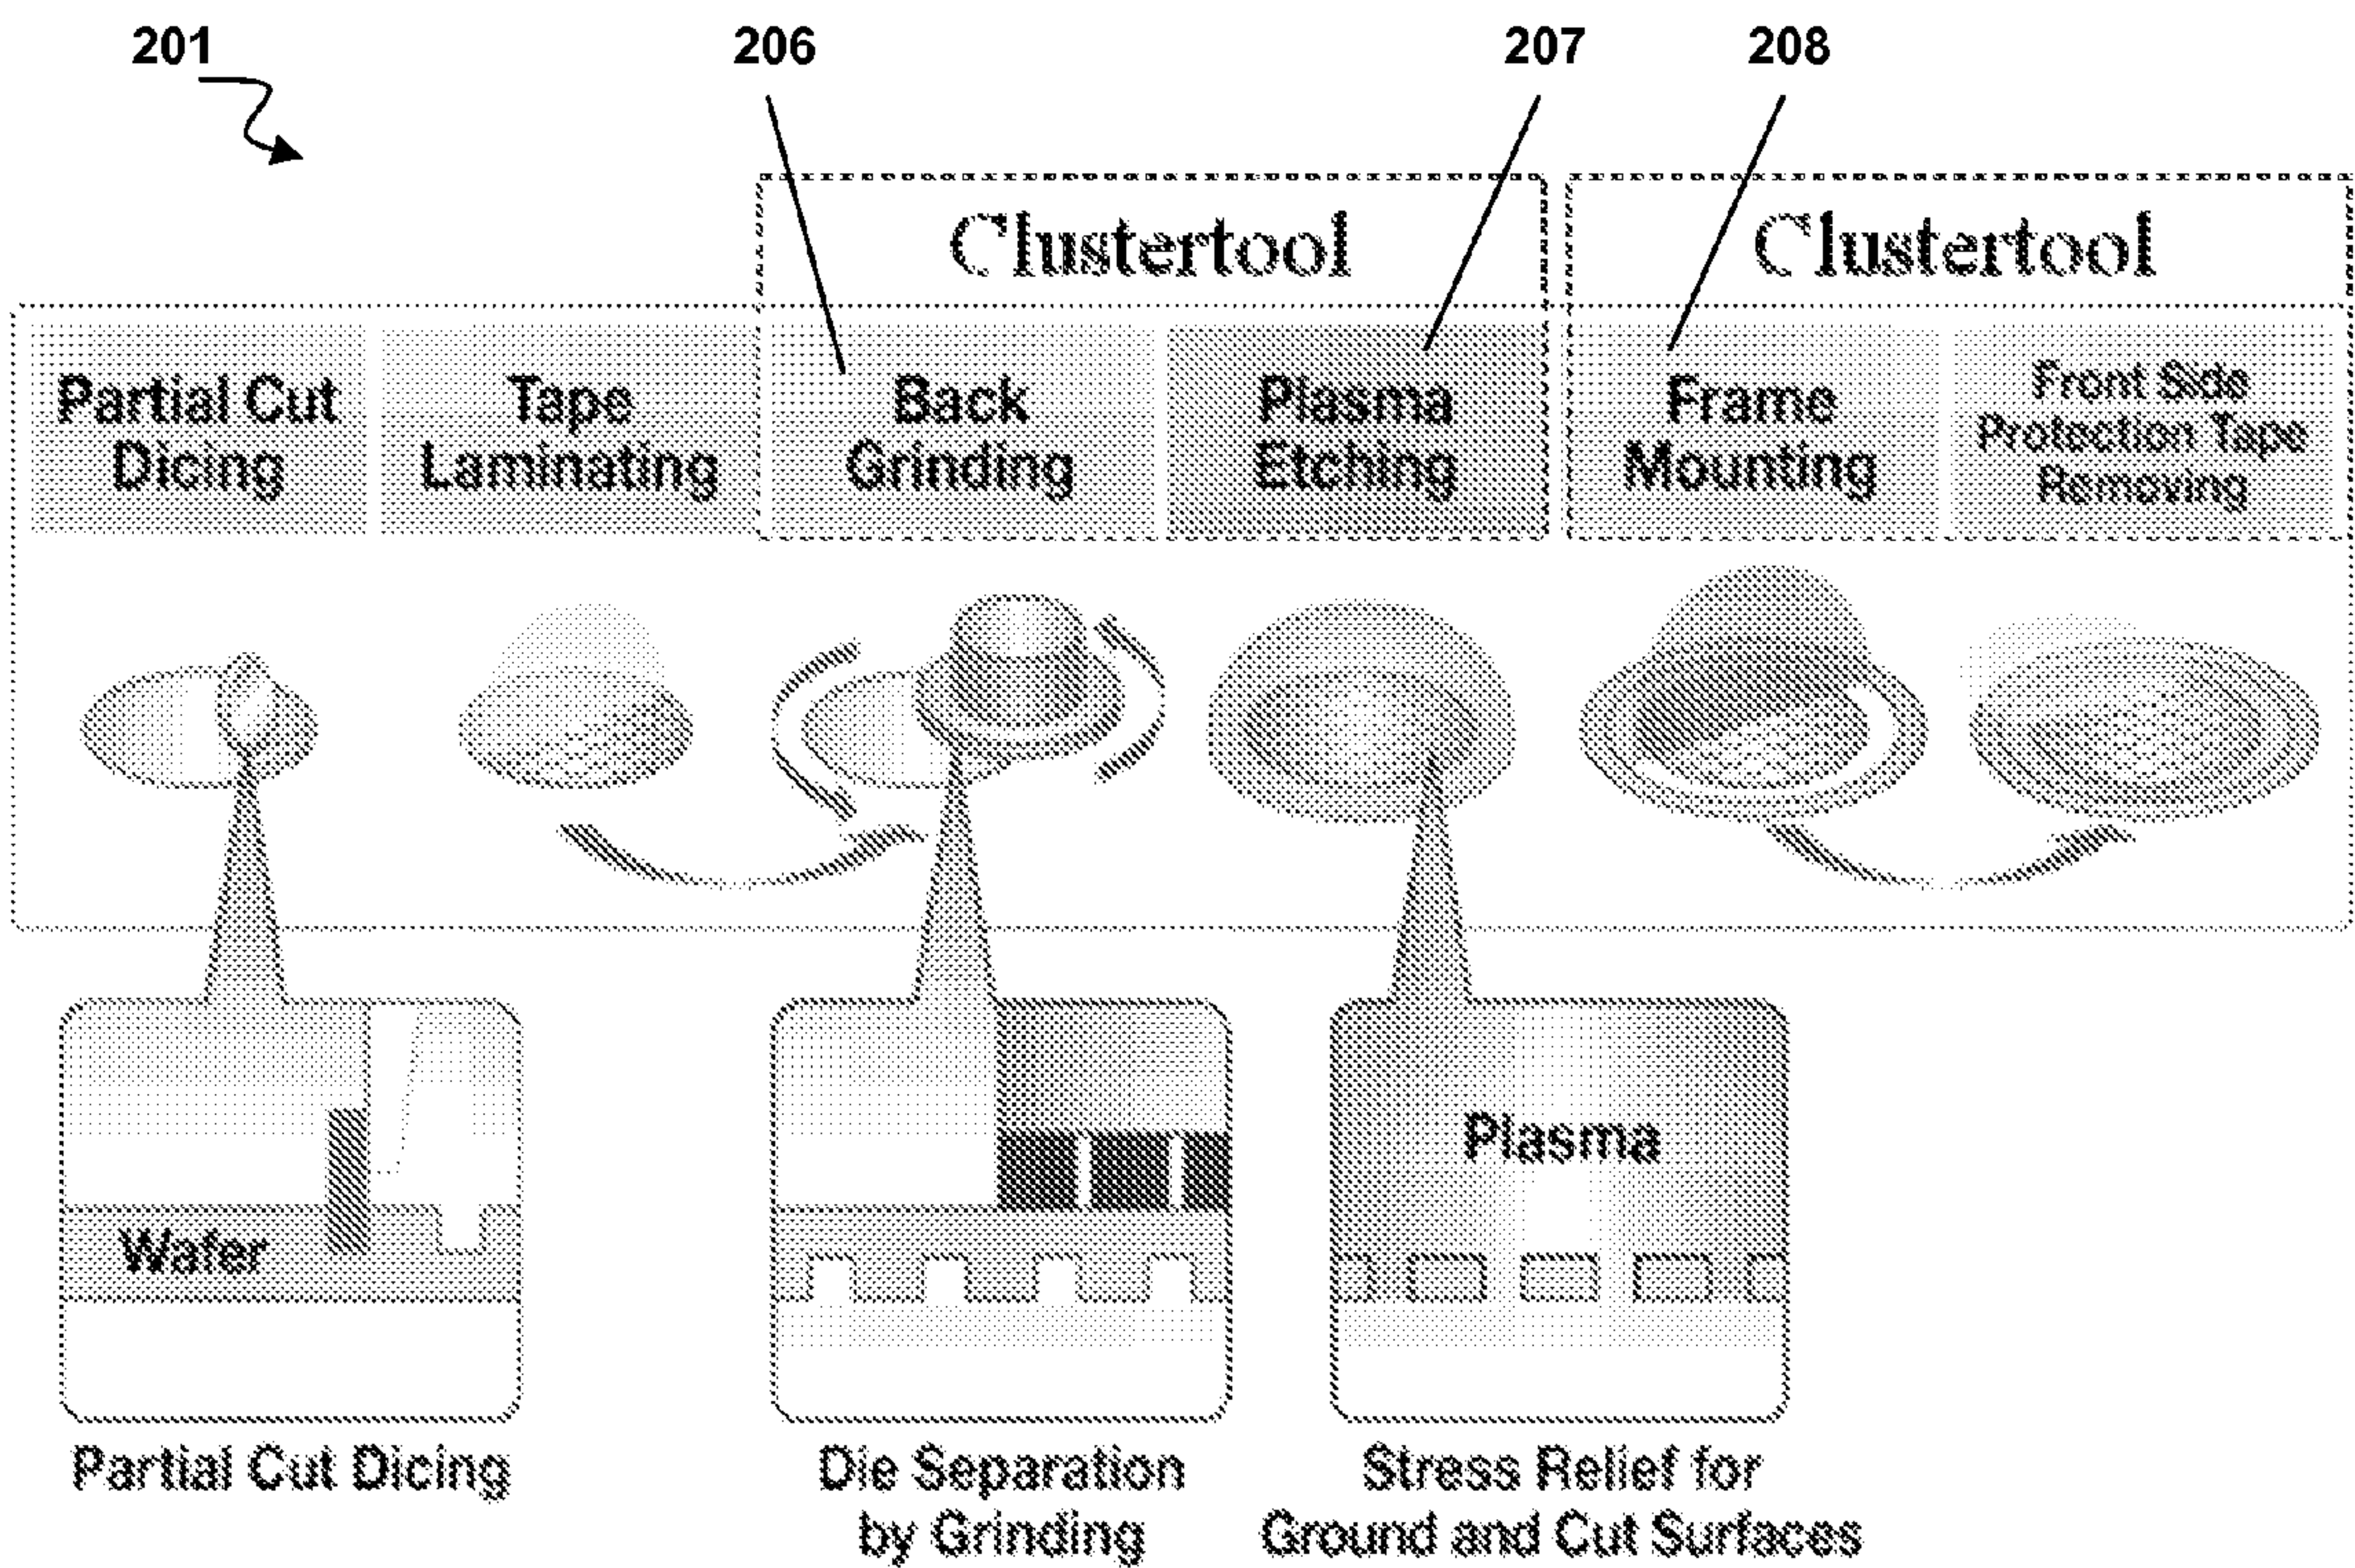 201
206
207
208
Clustertool
Clustertool
Partial Cut
Dicing
Tape
Laminating
Back
Grinding
Plasma
Etching
Frame
Mounting
Front Side
Protection Tape
Removing
Wafer
Plasma
Partial Cut Dicing
Die Separation
by Grinding
Stress Relief for
Ground and Cut Surfaces